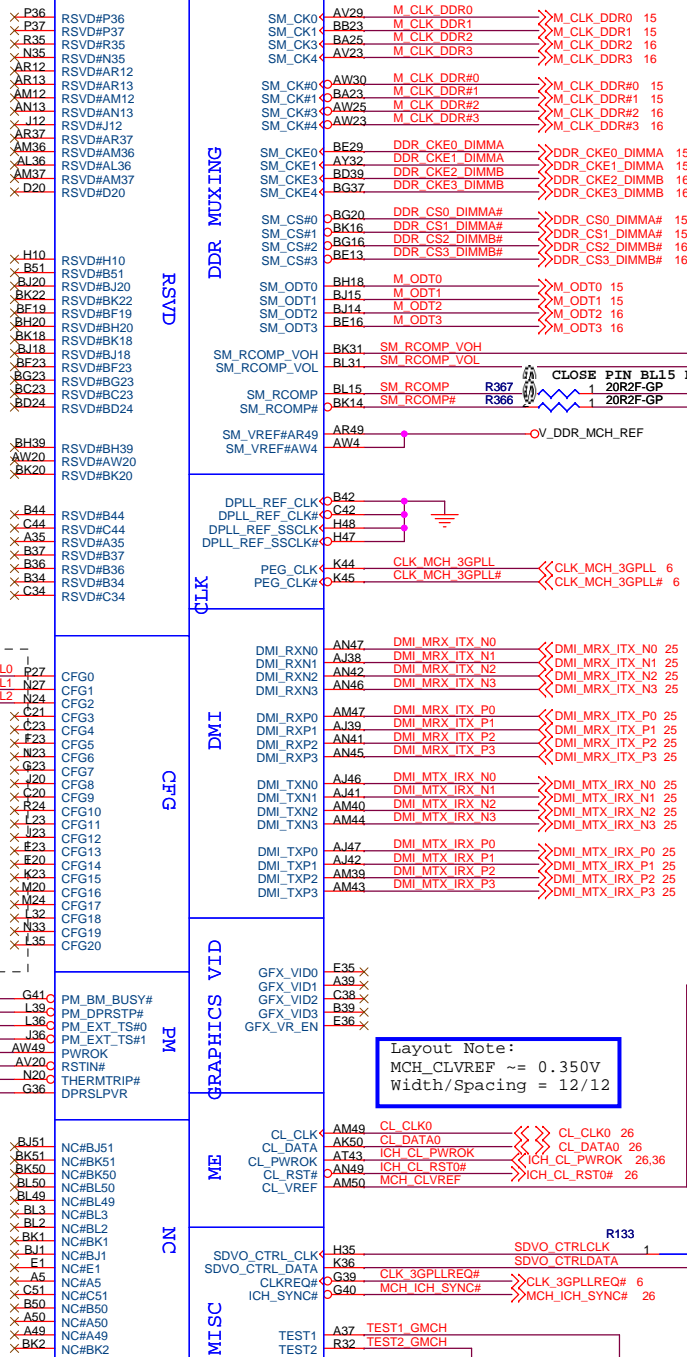 P36 RSVD#P36
P37 RSVD#P37
R35 RSVD#R35
N35 RSVD#N35
AR12 RSVD#AR12
AR13 RSVD#AR13
AM12 RSVD#AM12
AN13 RSVD#AN13
J12 RSVD#J12
AR37 RSVD#AR37
AM36 RSVD#AM36
AL36 RSVD#AL36
AM37 RSVD#AM37
D20 RSVD#D20
H10 RSVD#H10
B51 RSVD#B51
BJ20 RSVD#BJ20
BK22 RSVD#BK22
BF19 RSVD#BF19
BH20 RSVD#BH20
BK18 RSVD#BK18
BJ18 RSVD#BJ18
BF23 RSVD#BF23
BG23 RSVD#BG23
BC23 RSVD#BC23
BD24 RSVD#BD24
BH39 RSVD#BH39
AW20 RSVD#AW20
BK20 RSVD#BK20
B44 RSVD#B44
C44 RSVD#C44
A35 RSVD#A35
B37 RSVD#B37
B36 RSVD#B36
B34 RSVD#B34
C34 RSVD#C34
RSVD
L0 P27 CFG0
L1 N27 CFG1
L2 N24 CFG2
C21 CFG3
C23 CFG4
F23 CFG5
N23 CFG6
G23 CFG7
J20 CFG8
C20 CFG9
R24 CFG10
L23 CFG11
J23 CFG12
E23 CFG13
E20 CFG14
K23 CFG15
M20 CFG16
M24 CFG17
L32 CFG18
N33 CFG19
L35 CFG20
CFG
G41 PM_BM_BUSY#
L39 PM_DPRSTP#
L36 PM_EXT_TS#0
J36 PM_EXT_TS#1
AW49 PWROK
AV20 RSTIN#
N20 THERMTRIP#
G36 DPRSLPVR
PM
BJ51 NC#BJ51
BK51 NC#BK51
BK50 NC#BK50
BL50 NC#BL50
BL49 NC#BL49
BL3 NC#BL3
BL2 NC#BL2
BK1 NC#BK1
BJ1 NC#BJ1
E1 NC#E1
A5 NC#A5
C51 NC#C51
B50 NC#B50
A50 NC#A50
A49 NC#A49
BK2 NC#BK2
NC
DDR MUXING
SM_CK0 AV29 M_CLK_DDR0 M_CLK_DDR0 15
SM_CK1 BB23 M_CLK_DDR1 M_CLK_DDR1 15
SM_CK3 BA25 M_CLK_DDR2 M_CLK_DDR2 16
SM_CK4 AV23 M_CLK_DDR3 M_CLK_DDR3 16
SM_CK#0 AW30 M_CLK_DDR#0 M_CLK_DDR#0 15
SM_CK#1 BA23 M_CLK_DDR#1 M_CLK_DDR#1 15
SM_CK#3 AW25 M_CLK_DDR#2 M_CLK_DDR#2 16
SM_CK#4 AW23 M_CLK_DDR#3 M_CLK_DDR#3 16
SM_CKE0 BE29 DDR_CKE0_DIMMA DDR_CKE0_DIMMA 15
SM_CKE1 AY32 DDR_CKE1_DIMMA DDR_CKE1_DIMMA 15
SM_CKE3 BD39 DDR_CKE2_DIMMB DDR_CKE2_DIMMB 16
SM_CKE4 BG37 DDR_CKE3_DIMMB DDR_CKE3_DIMMB 16
SM_CS#0 BG20 DDR_CS0_DIMMA# DDR_CS0_DIMMA# 15
SM_CS#1 BK16 DDR_CS1_DIMMA# DDR_CS1_DIMMA# 15
SM_CS#2 BG16 DDR_CS2_DIMMB# DDR_CS2_DIMMB# 16
SM_CS#3 BE13 DDR_CS3_DIMMB# DDR_CS3_DIMMB# 16
SM_ODT0 BH18 M_ODT0 M_ODT0 15
SM_ODT1 BJ15 M_ODT1 M_ODT1 15
SM_ODT2 BJ14 M_ODT2 M_ODT2 16
SM_ODT3 BE16 M_ODT3 M_ODT3 16
SM_RCOMP_VOH BK31 SM_RCOMP_VOH
SM_RCOMP_VOL BL31 SM_RCOMP_VOL
CLOSE PIN BL15
SM_RCOMP BL15 SM_RCOMP R367 1 20R2F-GP
SM_RCOMP# BK14 SM_RCOMP# R366 1 20R2F-GP
SM_VREF#AR49 AR49 V_DDR_MCH_REF
SM_VREF#AW4 AW4
CLK
DPLL_REF_CLK B42
DPLL_REF_CLK# C42
DPLL_REF_SSCLK H48
DPLL_REF_SSCLK# H47
PEG_CLK K44 CLK_MCH_3GPLL CLK_MCH_3GPLL 6
PEG_CLK# K45 CLK_MCH_3GPLL# CLK_MCH_3GPLL# 6
DMI
DMI_RXN0 AN47 DMI_MRX_ITX_N0 DMI_MRX_ITX_N0 25
DMI_RXN1 AJ38 DMI_MRX_ITX_N1 DMI_MRX_ITX_N1 25
DMI_RXN2 AN42 DMI_MRX_ITX_N2 DMI_MRX_ITX_N2 25
DMI_RXN3 AN46 DMI_MRX_ITX_N3 DMI_MRX_ITX_N3 25
DMI_RXP0 AM47 DMI_MRX_ITX_P0 DMI_MRX_ITX_P0 25
DMI_RXP1 AJ39 DMI_MRX_ITX_P1 DMI_MRX_ITX_P1 25
DMI_RXP2 AN41 DMI_MRX_ITX_P2 DMI_MRX_ITX_P2 25
DMI_RXP3 AN45 DMI_MRX_ITX_P3 DMI_MRX_ITX_P3 25
DMI_TXN0 AJ46 DMI_MTX_IRX_N0 DMI_MTX_IRX_N0 25
DMI_TXN1 AJ41 DMI_MTX_IRX_N1 DMI_MTX_IRX_N1 25
DMI_TXN2 AM40 DMI_MTX_IRX_N2 DMI_MTX_IRX_N2 25
DMI_TXN3 AM44 DMI_MTX_IRX_N3 DMI_MTX_IRX_N3 25
DMI_TXP0 AJ47 DMI_MTX_IRX_P0 DMI_MTX_IRX_P0 25
DMI_TXP1 AJ42 DMI_MTX_IRX_P1 DMI_MTX_IRX_P1 25
DMI_TXP2 AM39 DMI_MTX_IRX_P2 DMI_MTX_IRX_P2 25
DMI_TXP3 AM43 DMI_MTX_IRX_P3 DMI_MTX_IRX_P3 25
GRAPHICS VID
GFX_VID0 E35
GFX_VID1 A39
GFX_VID2 C38
GFX_VID3 B39
GFX_VR_EN E36
Layout Note:
MCH_CLVREF ~= 0.350V
Width/Spacing = 12/12
ME
CL_CLK AM49 CL_CLK0 CL_CLK0 26
CL_DATA AK50 CL_DATA0 CL_DATA0 26
CL_PWROK AT43 ICH_CL_PWROK ICH_CL_PWROK 26,36
CL_RST# AN49 ICH_CL_RST0# ICH_CL_RST0# 26
CL_VREF AM50 MCH_CLVREF
MISC
R133
SDVO_CTRL_CLK H35 SDVO_CTRLCLK 1
SDVO_CTRL_DATA K36 SDVO_CTRLDATA
CLKREQ# G39 CLK_3GPLLREQ# CLK_3GPLLREQ# 6
ICH_SYNC# G40 MCH_ICH_SYNC# MCH_ICH_SYNC# 26
TEST1 A37 TEST1_GMCH
TEST2 R32 TEST2_GMCH